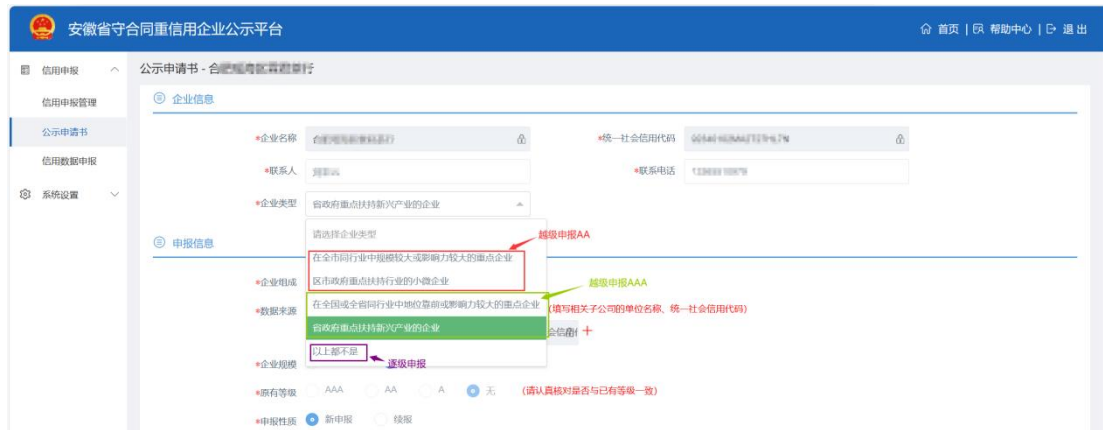 安徽省守合同重信用企业公示平台
首页 | 帮助中心 | 退出
信用申报
公示申请书 - 合
信用申报管理
企业信息
公示申请书
*企业名称
*统一社会信用代码
信用数据申报
*联系人
*联系电话
系统设置
*企业类型 省政府重点扶持新兴产业的企业
请选择企业类型
越级申报AA
申报信息
在全市同行业中规模较大或影响力较大的重点企业
*企业组成 区市政府重点扶持行业的小微企业
越级申报AAA
*数据来源 在全国或全省同行业中地位靠前或影响力较大的重点企业 (填写相关子公司的单位名称、统一社会信用代码)
省政府重点扶持新兴产业的企业
会信用 +
以上都不是
逐级申报
*企业规模
*原有等级 AAA AA A 无 (请认真核对是否与已有等级一致)
*申报性质 新申报 续报